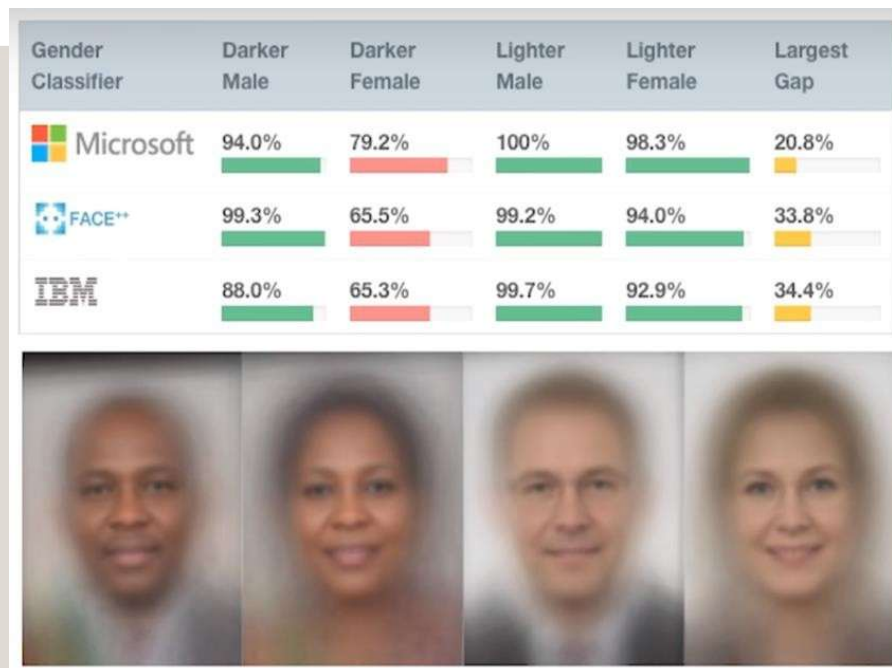 Gender Classifier Darker Male Darker Female Lighter Male Lighter Female Largest Gap
Microsoft 94.0% 79.2% 100% 98.3% 20.8%
FACE++ 99.3% 65.5% 99.2% 94.0% 33.8%
IBM 88.0% 65.3% 99.7% 92.9% 34.4%